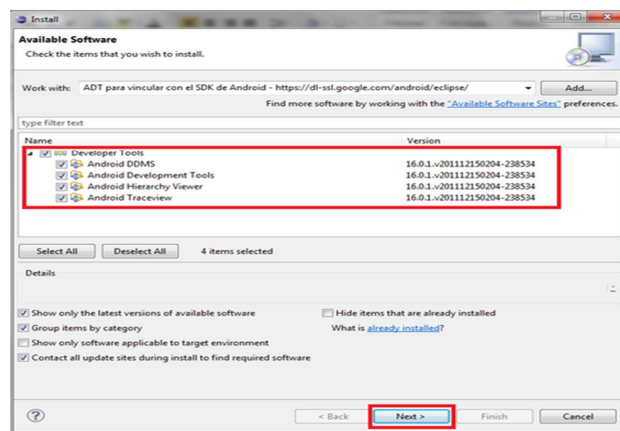 Install
Available Software
Check the items that you wish to install.
Work with: ADT para vincular con el SDK de Android - https://dl-ssl.google.com/android/eclipse/ Add...
Find more software by working with the "Available Software Sites" preferences.
type filter text
Name Version
Developer Tools
Android DDMS 16.0.1.v201112150204-238534
Android Development Tools 16.0.1.v201112150204-238534
Android Hierarchy Viewer 16.0.1.v201112150204-238534
Android Traceview 16.0.1.v201112150204-238534
Select All Deselect All 4 items selected
Details
Show only the latest versions of available software Hide items that are already installed
Group items by category What is already installed?
Show only software applicable to target environment
Contact all update sites during install to find required software
< Back Next > Finish Cancel